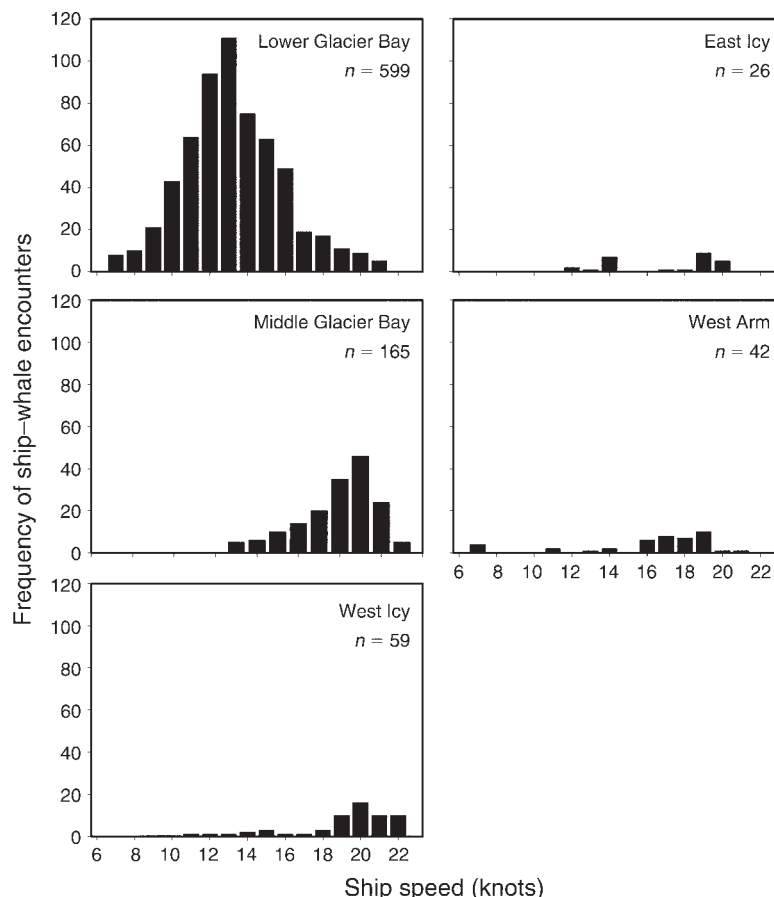 Frequency of ship–whale encounters
120
100
80
60
40
20
0
Lower Glacier Bay
n = 599
East Icy
n = 26
120
100
80
60
40
20
0
Middle Glacier Bay
n = 165
West Arm
n = 42
6 8 10 12 14 16 18 20 22
120
100
80
60
40
20
0
West Icy
n = 59
6 8 10 12 14 16 18 20 22
Ship speed (knots)